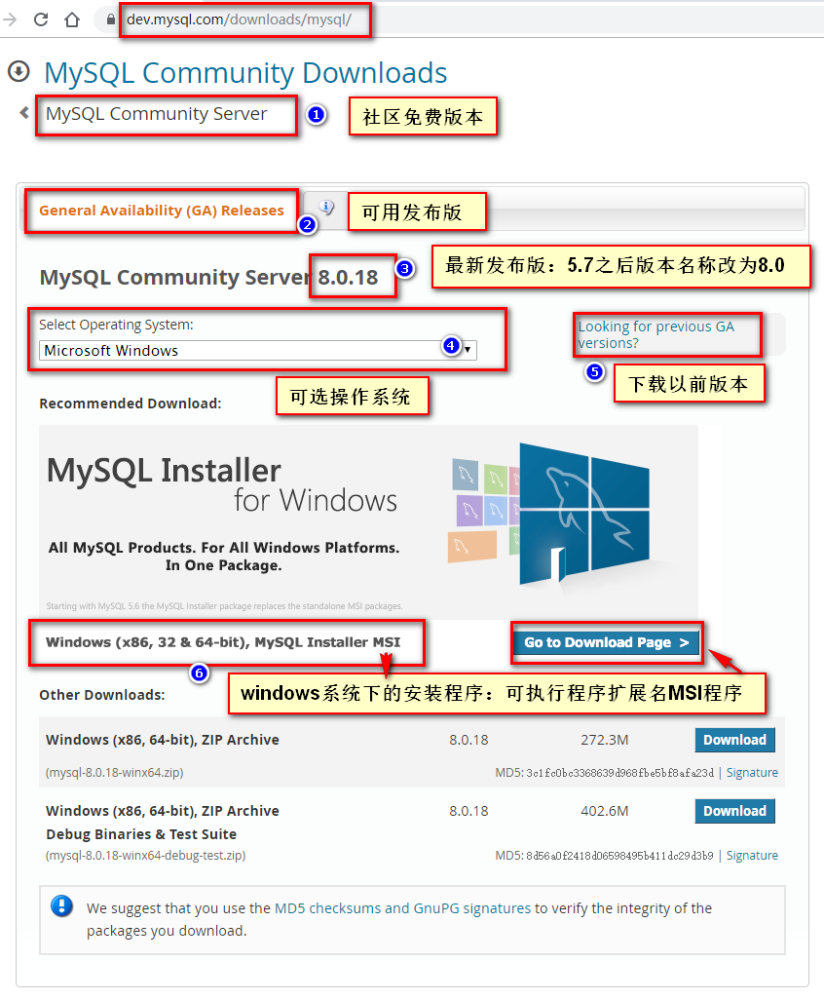 dev.mysql.com/downloads/mysql/
MySQL Community Downloads
MySQL Community Server
1
社区免费版本
General Availability (GA) Releases
2
可用发布版
MySQL Community Server 8.0.18
3
最新发布版：5.7之后版本名称改为8.0
Select Operating System:
Microsoft Windows
4
Looking for previous GA
versions?
5
下载以前版本
可选操作系统
Recommended Download:
MySQL Installer
for Windows
All MySQL Products. For All Windows Platforms.
In One Package.
Starting with MySQL 5.6 the MySQL Installer package replaces the standalone MSI packages.
Windows (x86, 32 & 64-bit), MySQL Installer MSI
Go to Download Page >
6
windows系统下的安装程序：可执行程序扩展名MSI程序
Other Downloads:
Windows (x86, 64-bit), ZIP Archive
8.0.18
272.3M
Download
(mysql-8.0.18-winx64.zip)
MD5: 3c1fc0bc3368639d968fbe5bf8afa23d | Signature
Windows (x86, 64-bit), ZIP Archive
8.0.18
402.6M
Download
Debug Binaries & Test Suite
(mysql-8.0.18-winx64-debug-test.zip)
MD5: 8d56a0f2418d06598495b411dc29d3b9 | Signature
We suggest that you use the MD5 checksums and GnuPG signatures to verify the integrity of the
packages you download.